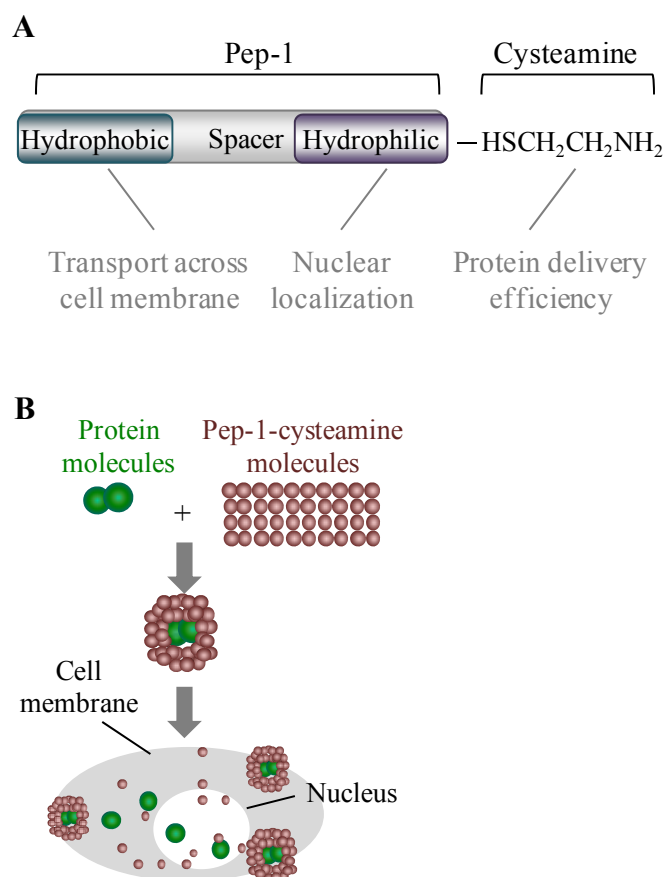 A
Pep-1 Cysteamine
Hydrophobic Spacer Hydrophilic – HSCH₂CH₂NH₂
Transport across Nuclear Protein delivery
cell membrane localization efficiency
B
Protein Pep-1-cysteamine
molecules molecules
+
Cell
membrane
Nucleus